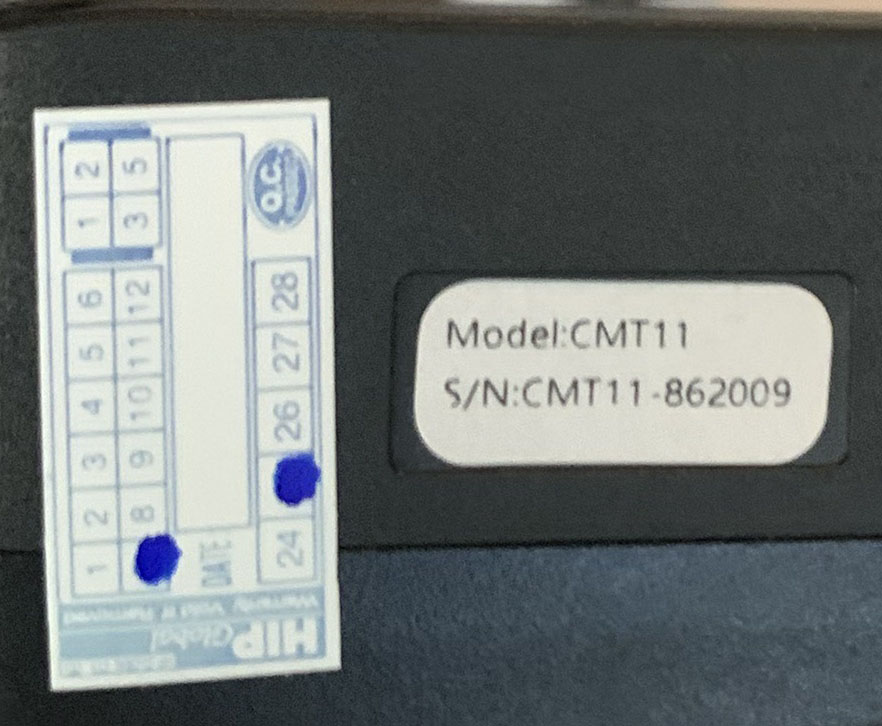 Model:CMT11
S/N:CMT11-862009
HIP Global
Warranty Void if Removed
1 2 3 4 5 6
8 9 10 11 12
1 2
3 5
DATE
24 26 27 28
O.C.